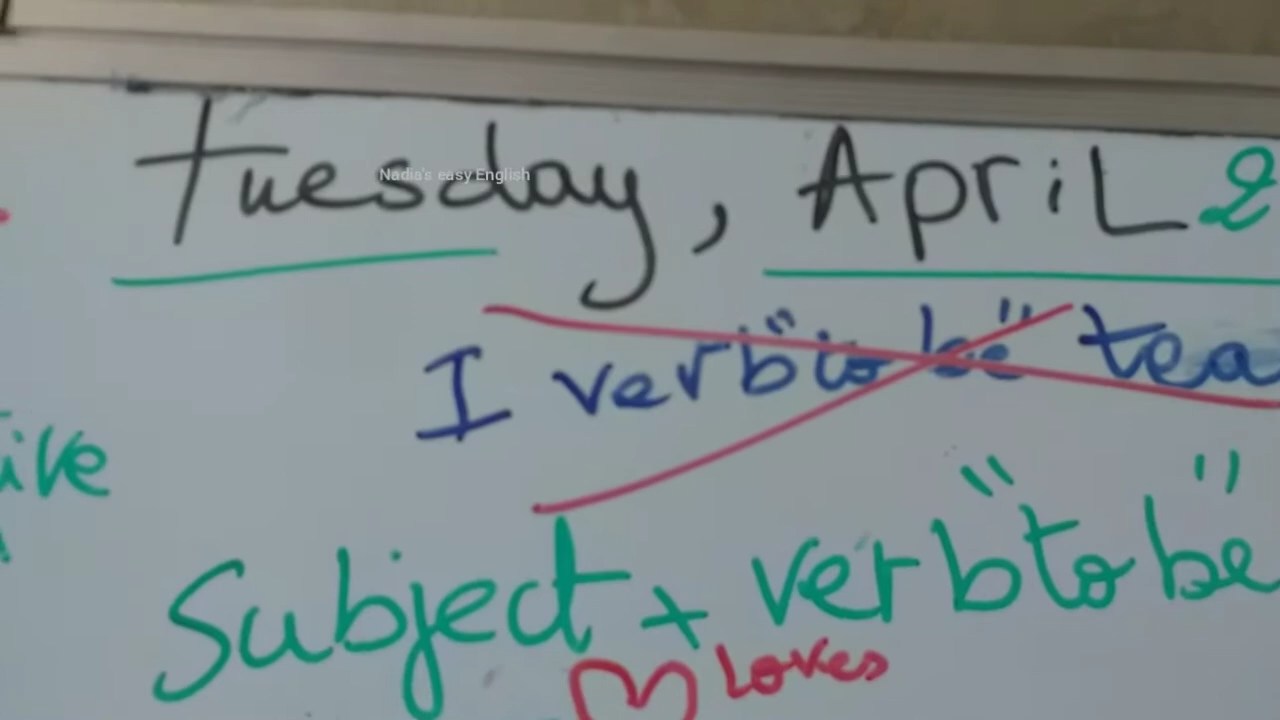 Tuesday, April 2
Nadia's easy English
I verb "to be" tea
ive
Subject + verb "to be"
loves